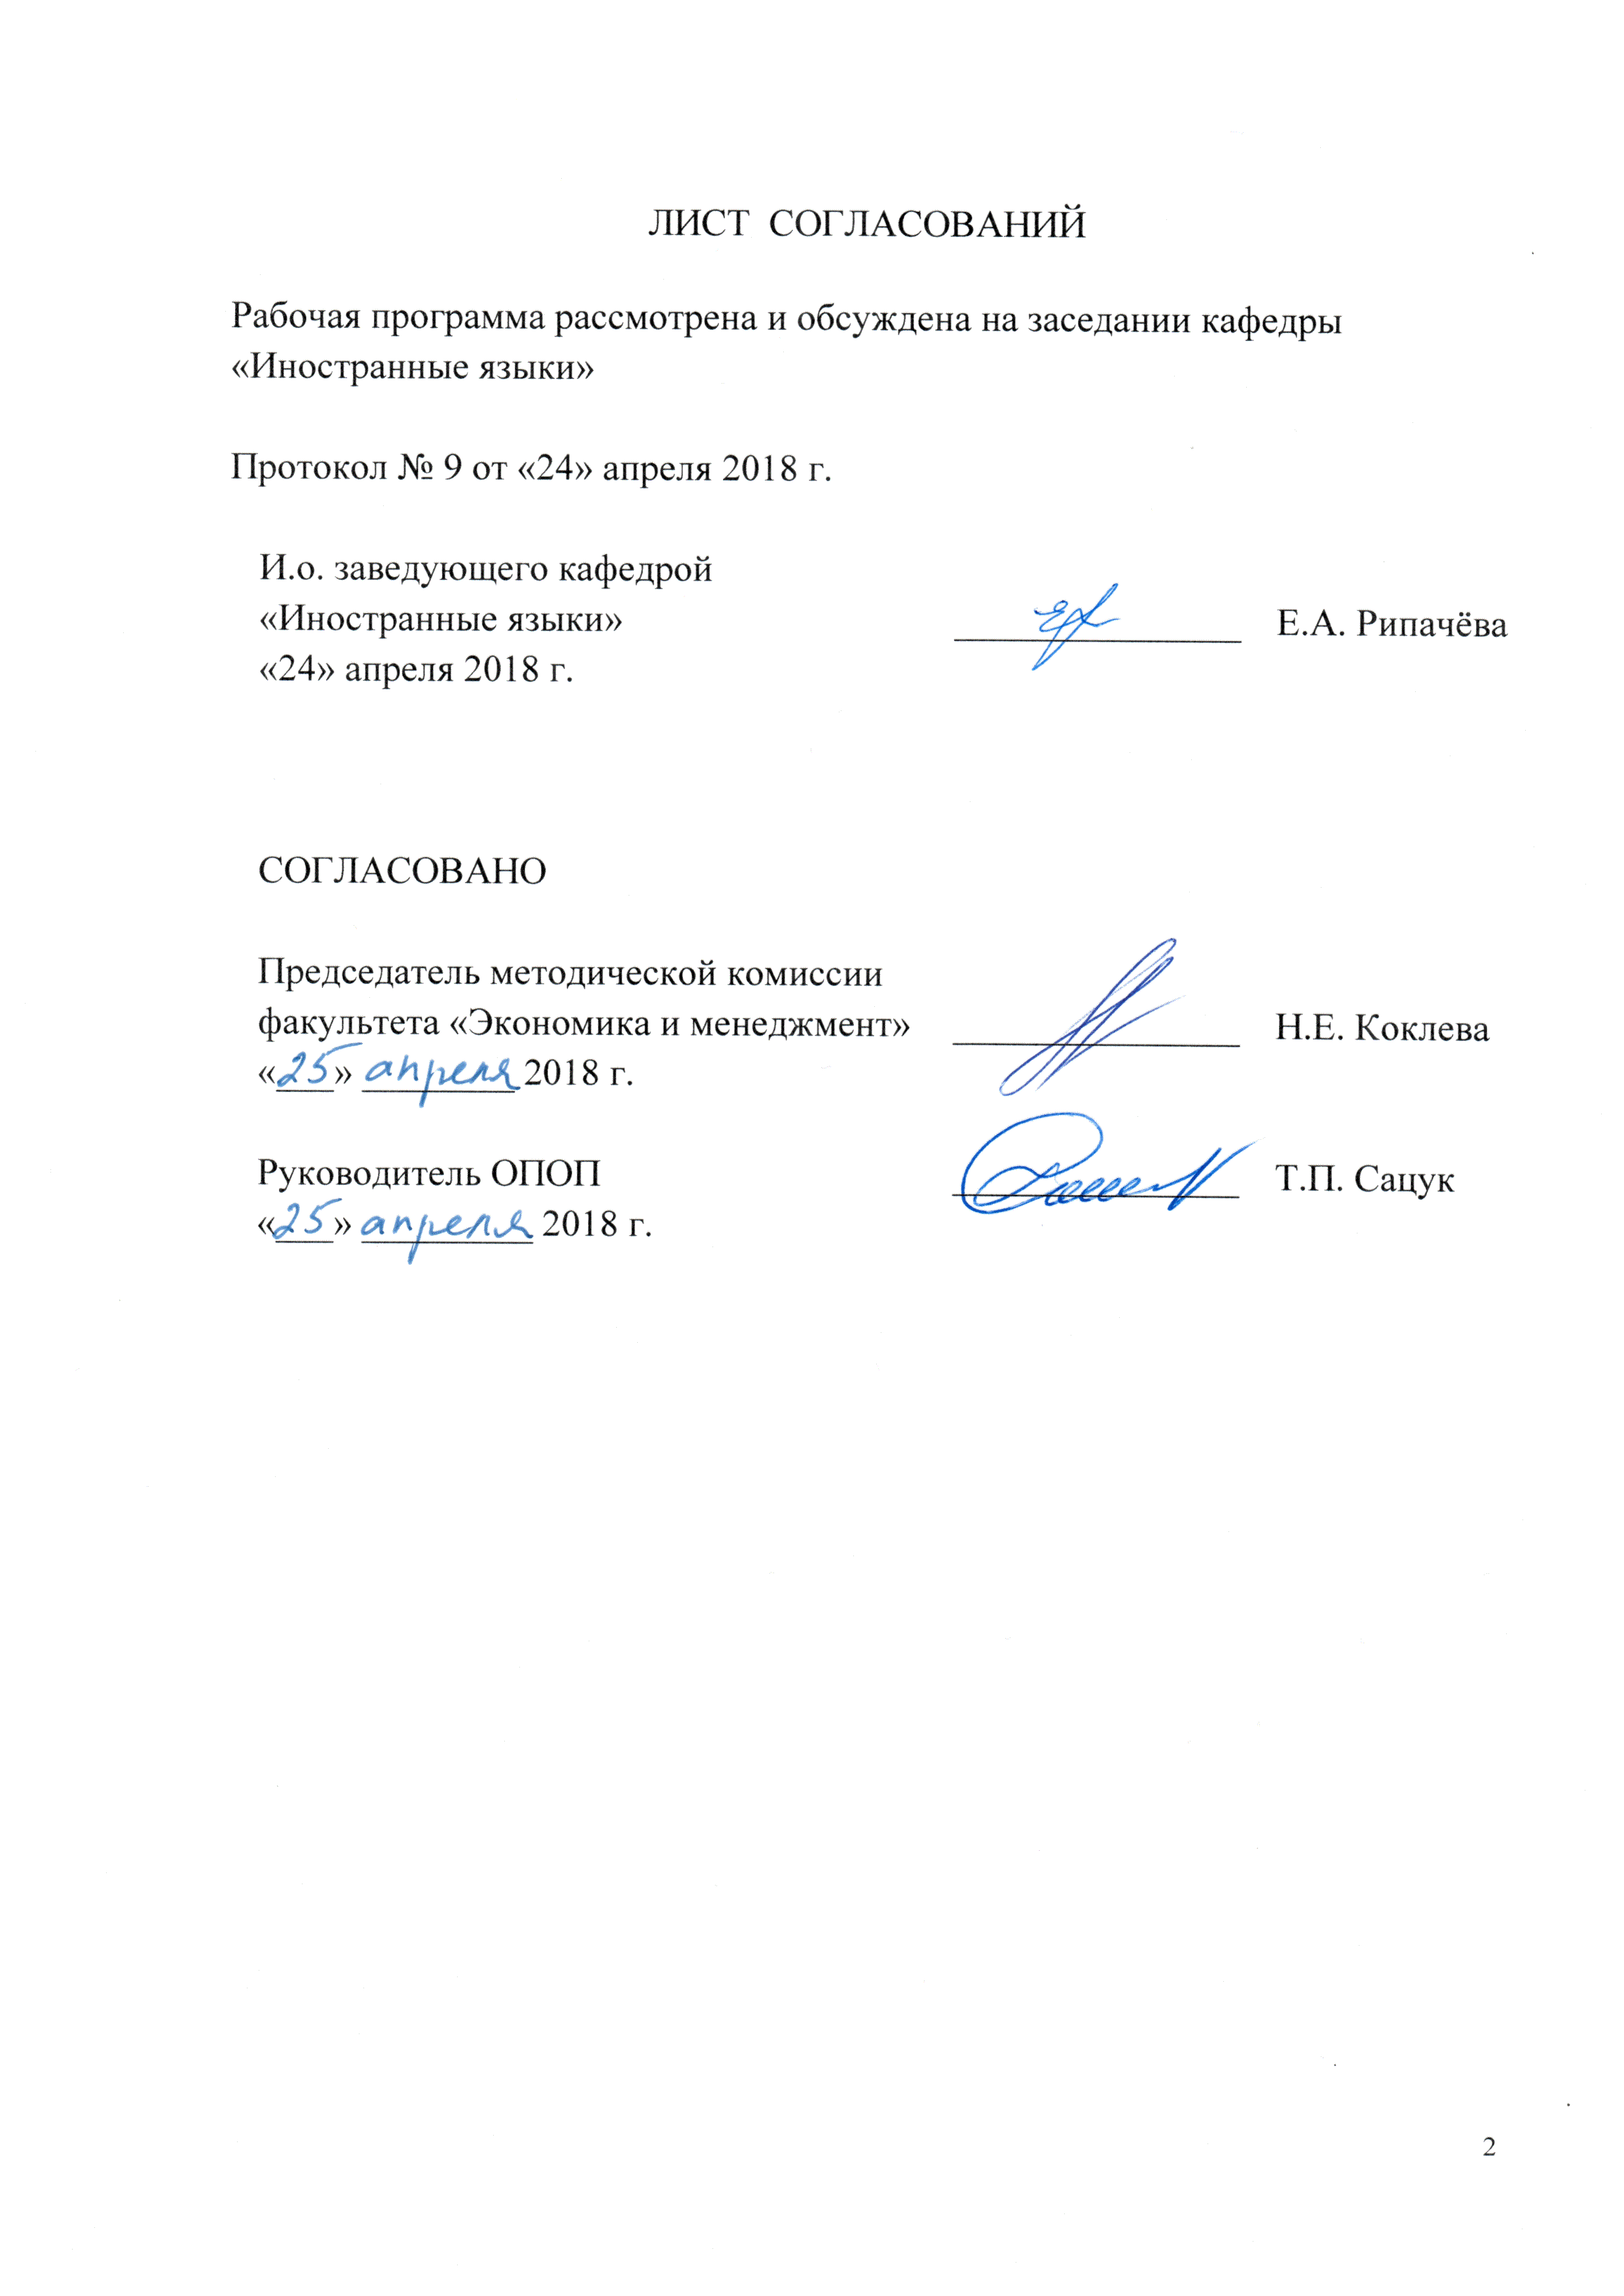 ЛИСТ СОГЛАСОВАНИЙ
Рабочая программа рассмотрена и обсуждена на заседании кафедры
«Иностранные языки»
Протокол № 9 от «24» апреля 2018 г.
И.о. заведующего кафедрой
«Иностранные языки» Е.А. Рипачёва
«24» апреля 2018 г.
СОГЛАСОВАНО
Председатель методической комиссии
факультета «Экономика и менеджмент» Н.Е. Коклева
«25» апреля 2018 г.
Руководитель ОПОП Т.П. Сацук
«25» апреля 2018 г.
2